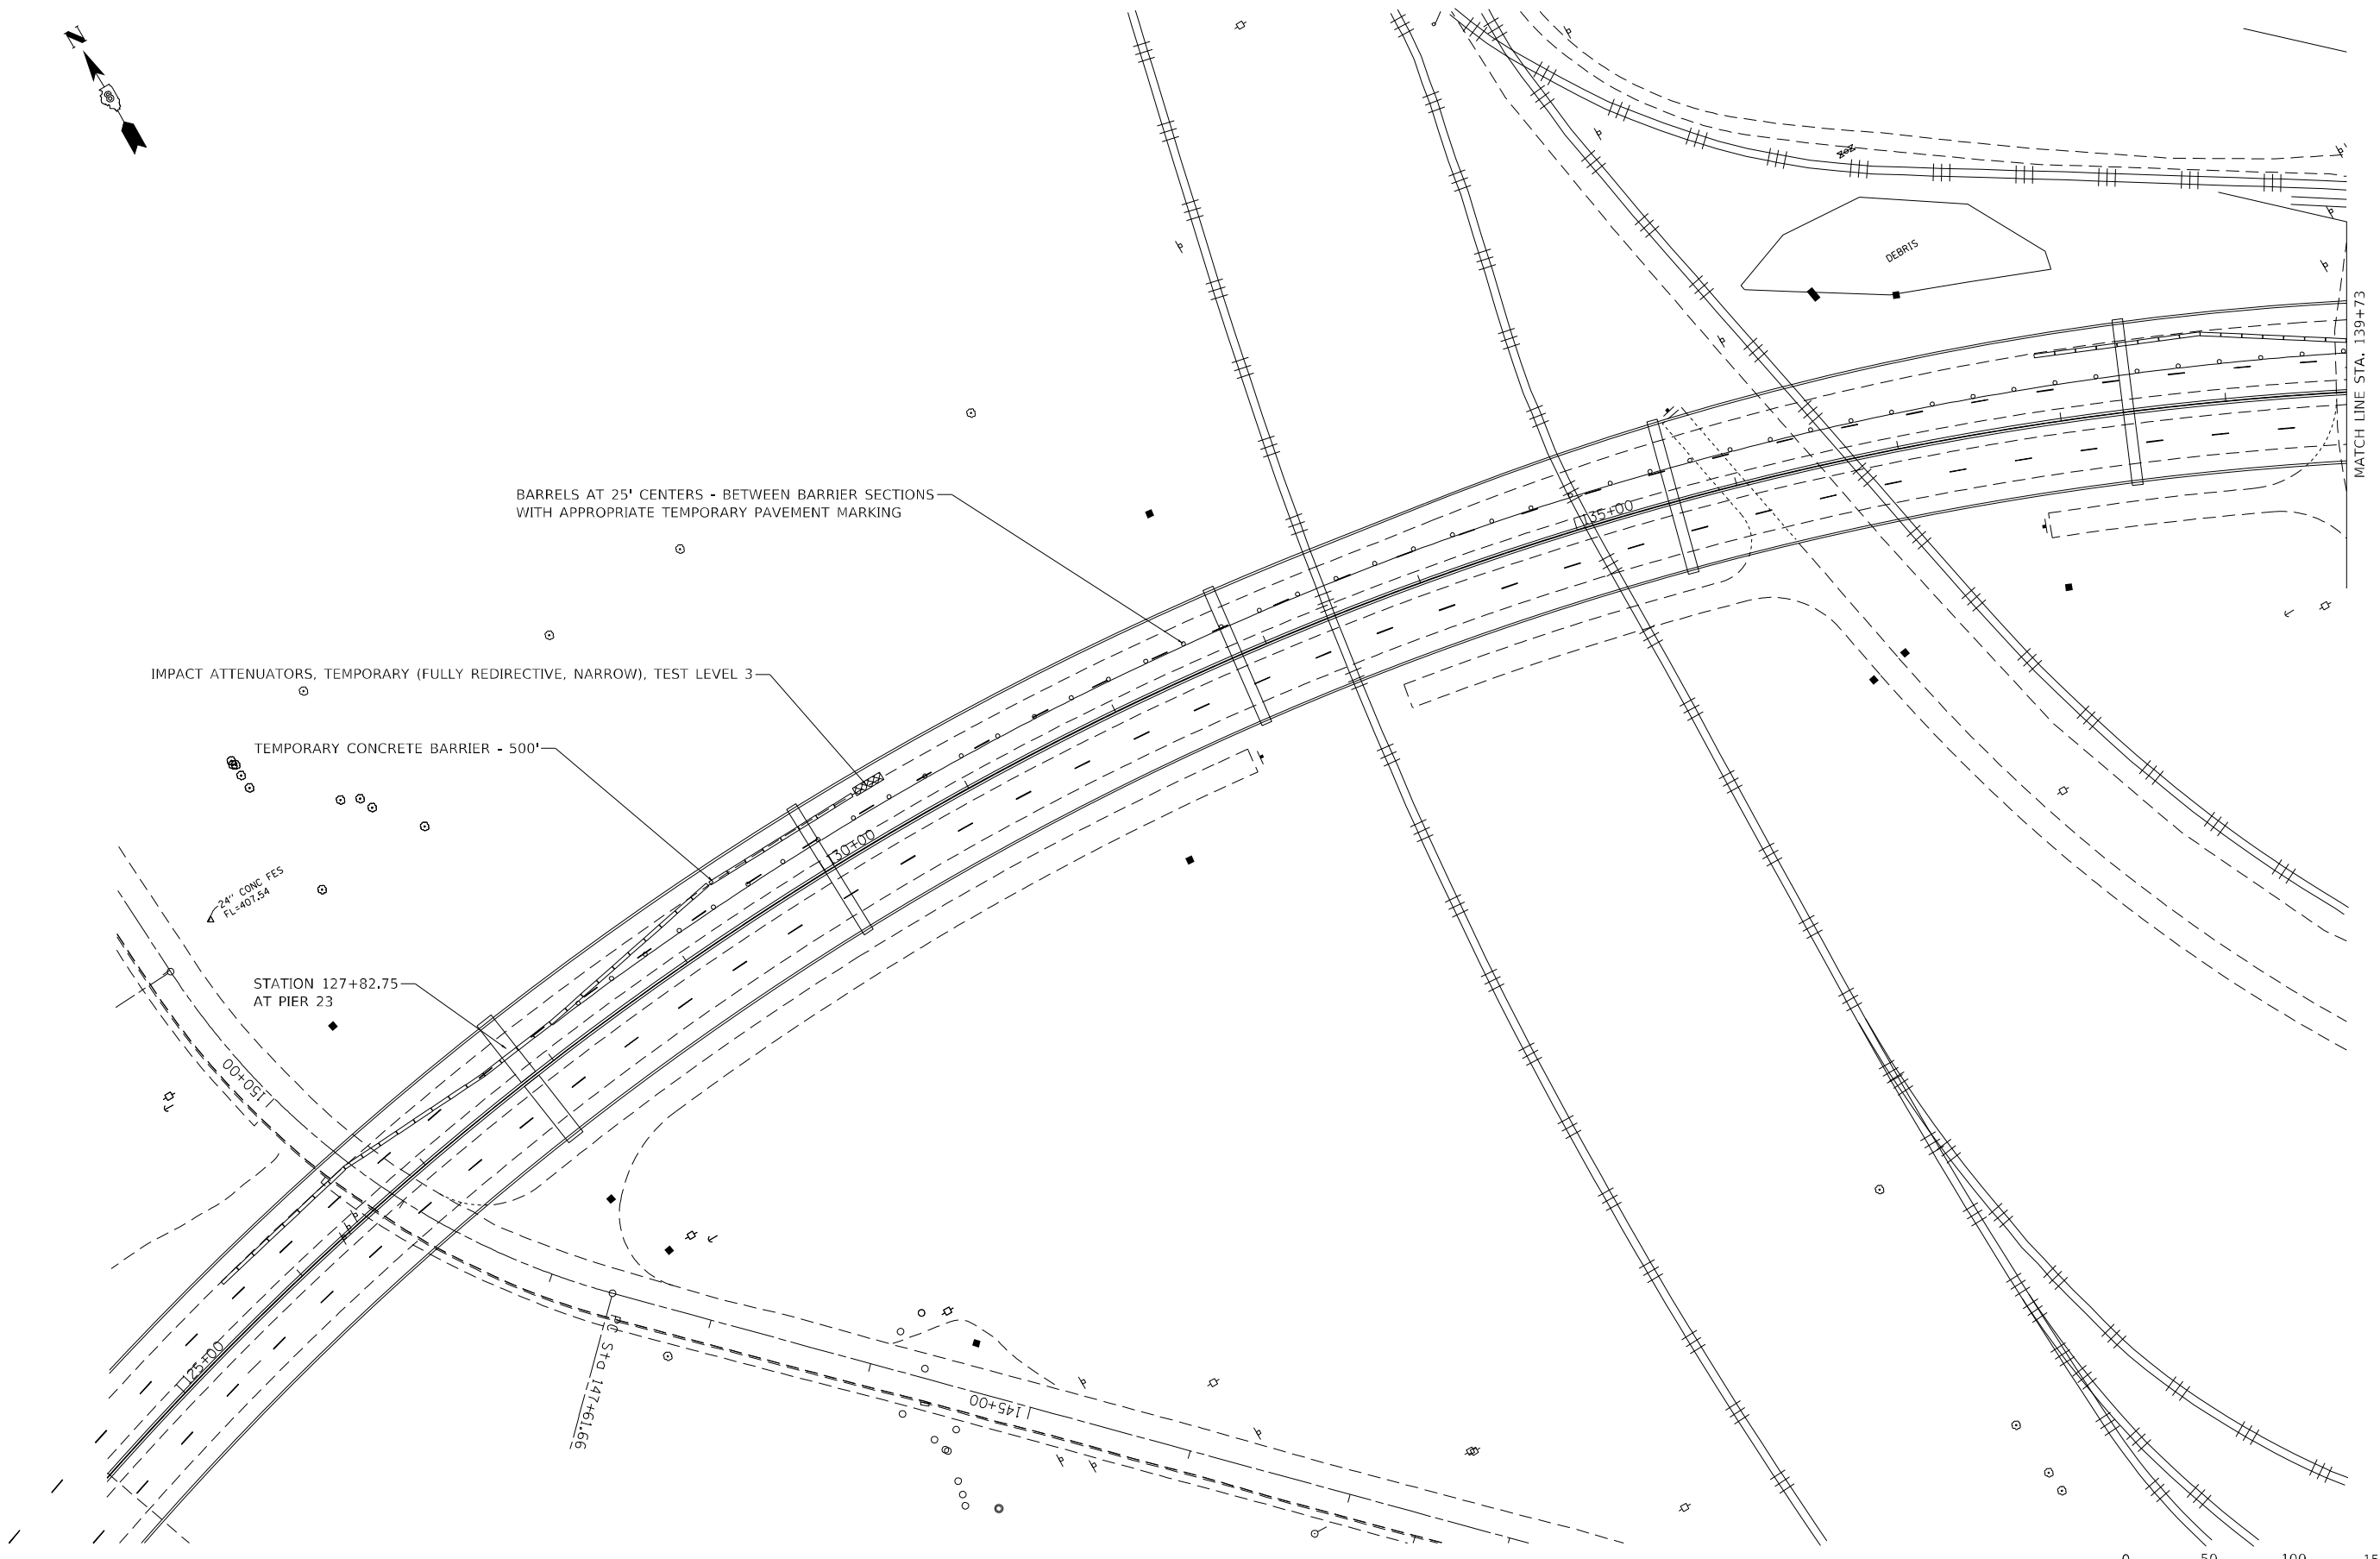 N
8
DEBRIS
MATCH LINE STA. 139+73
BARRELS AT 25' CENTERS - BETWEEN BARRIER SECTIONS
WITH APPROPRIATE TEMPORARY PAVEMENT MARKING
135+00
IMPACT ATTENUATORS, TEMPORARY (FULLY REDIRECTIVE, NARROW), TEST LEVEL 3
TEMPORARY CONCRETE BARRIER - 500'
130+00
24" CONC FES
FL=407.54
STATION 127+82.75
AT PIER 23
150+00
125+00
PC Sta 147+61.66
145+00
0 50 100